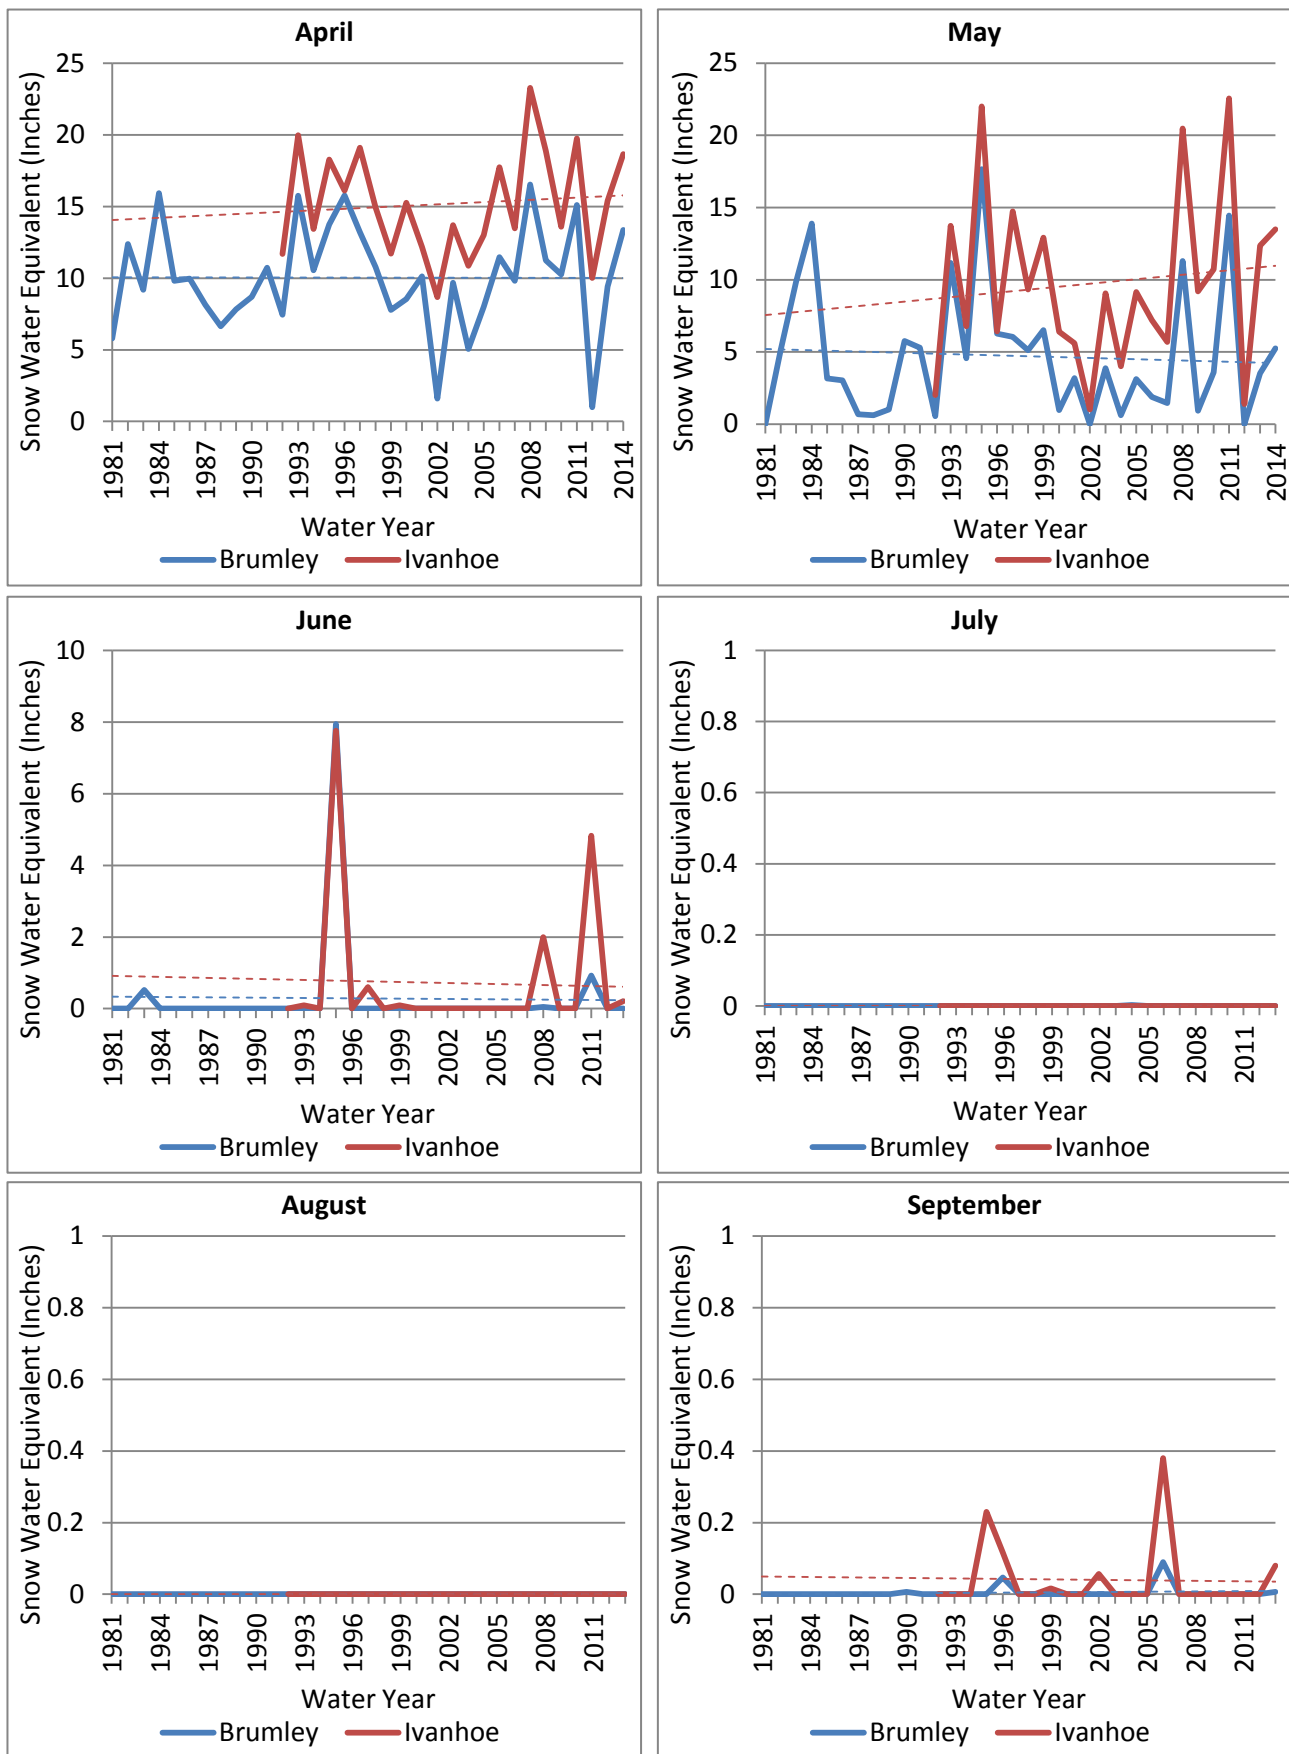 April
Snow Water Equivalent (Inches)
25
20
15
10
5
0
1981 1984 1987 1990 1993 1996 1999 2002 2005 2008 2011 2014
Water Year
Brumley Ivanhoe
May
Snow Water Equivalent (Inches)
25
20
15
10
5
0
1981 1984 1987 1990 1993 1996 1999 2002 2005 2008 2011 2014
Water Year
Brumley Ivanhoe
June
Snow Water Equivalent (Inches)
10
8
6
4
2
0
1981 1984 1987 1990 1993 1996 1999 2002 2005 2008 2011
Water Year
Brumley Ivanhoe
July
Snow Water Equivalent (Inches)
1
0.8
0.6
0.4
0.2
0
1981 1984 1987 1990 1993 1996 1999 2002 2005 2008 2011
Water Year
Brumley Ivanhoe
August
Snow Water Equivalent (Inches)
1
0.8
0.6
0.4
0.2
0
1981 1984 1987 1990 1993 1996 1999 2002 2005 2008 2011
Water Year
Brumley Ivanhoe
September
Snow Water Equivalent (Inches)
1
0.8
0.6
0.4
0.2
0
1981 1984 1987 1990 1993 1996 1999 2002 2005 2008 2011
Water Year
Brumley Ivanhoe